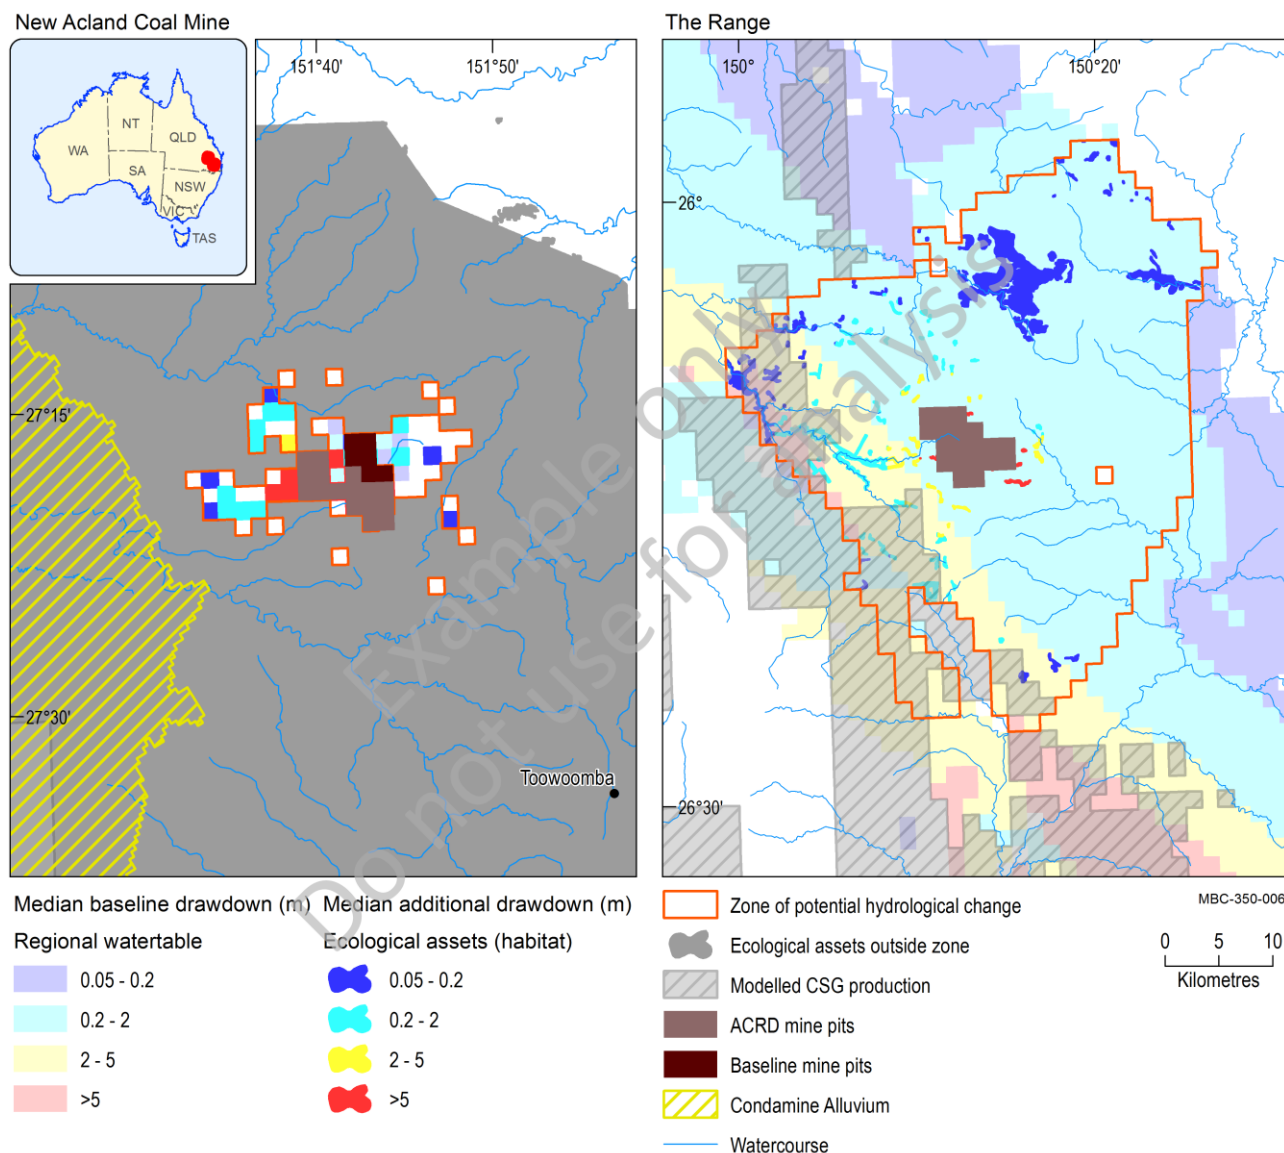 New Acland Coal Mine
The Range
151°40'
151°50'
150°
150°20'
NT
QLD
WA
SA
NSW
VIC
TAS
26°
27°15'
27°30'
26°30'
Toowoomba
Example only
Do not use for analysis
Median baseline drawdown (m)
Median additional drawdown (m)
Regional watertable
Ecological assets (habitat)
0.05 - 0.2
0.05 - 0.2
0.2 - 2
0.2 - 2
2 - 5
2 - 5
>5
>5
Zone of potential hydrological change
Ecological assets outside zone
Modelled CSG production
ACRD mine pits
Baseline mine pits
Condamine Alluvium
Watercourse
MBC-350-006
0 5 10
Kilometres